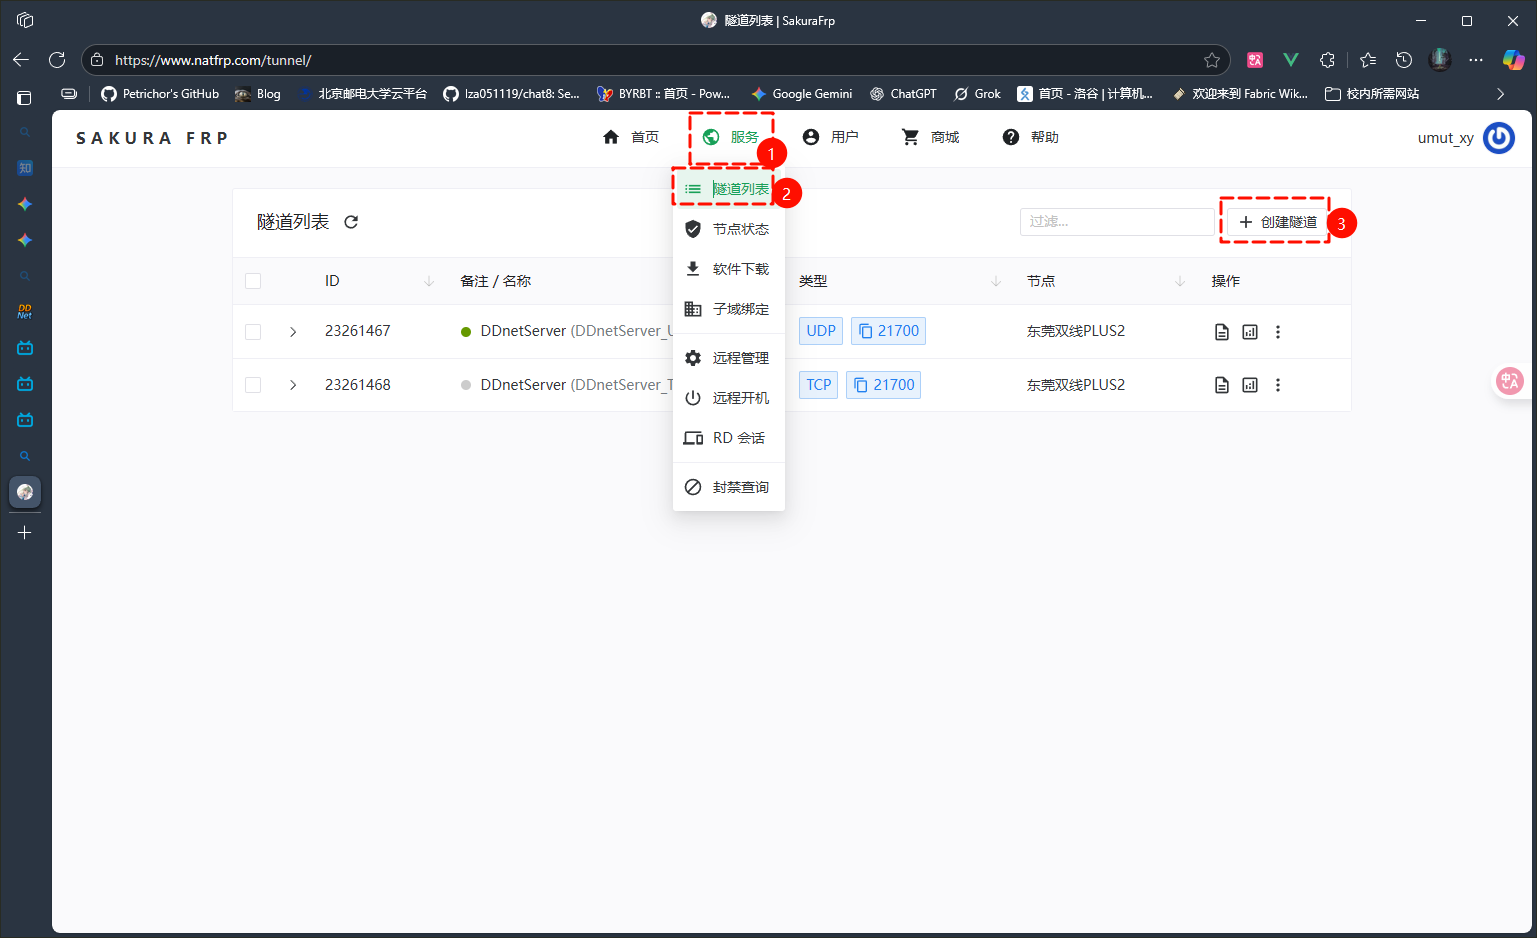 隧道列表 | SakuraFrp
https://www.natfrp.com/tunnel/
Petrichor's GitHub Blog 北京邮电大学云平台 lza051119/chat8: Se... BYRBT :: 首页 - Pow... Google Gemini ChatGPT Grok 首页 - 洛谷 | 计算机... 欢迎来到 Fabric Wik... 校内所需网站
知
DD
Net
SAKURA FRP 首页 服务 用户 商城 帮助 umut_xy
1
隧道列表
2
节点状态
软件下载
子域绑定
远程管理
远程开机
RD 会话
封禁查询
隧道列表 过滤... 创建隧道
3
ID 备注 / 名称 类型 节点 操作
23261467 DDnetServer (DDnetServer_U UDP 21700 东莞双线PLUS2
23261468 DDnetServer (DDnetServer_T TCP 21700 东莞双线PLUS2